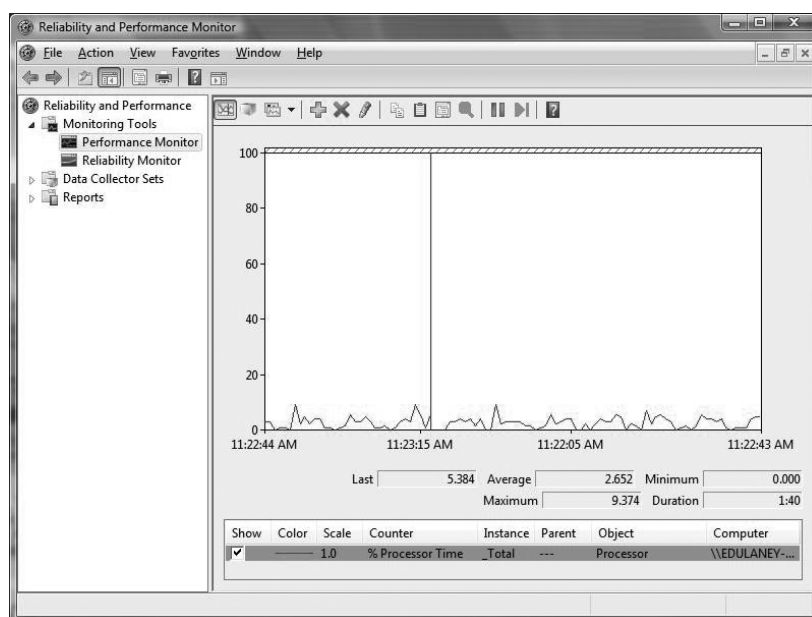 Reliability and Performance Monitor
File Action View Favorites Window Help
Reliability and Performance
Monitoring Tools
Performance Monitor
Reliability Monitor
Data Collector Sets
Reports
100
80
60
40
20
0
11:22:44 AM 11:23:15 AM 11:22:05 AM 11:22:43 AM
Last 5.384 Average 2.652 Minimum 0.000
Maximum 9.374 Duration 1:40
Show Color Scale Counter Instance Parent Object Computer
1.0 % Processor Time _Total --- Processor \\EDULANEY-...